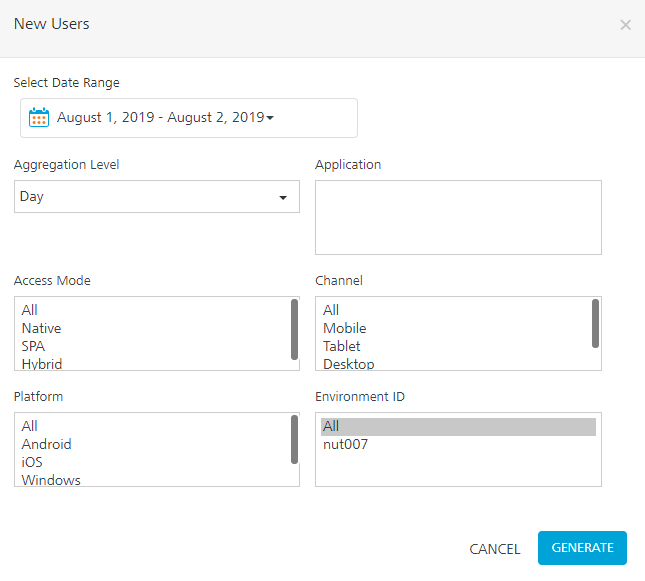 New Users
×
Select Date Range
August 1, 2019 - August 2, 2019
Aggregation Level
Application
Day
Access Mode
Channel
All
Native
SPA
Hybrid
All
Mobile
Tablet
Desktop
Platform
Environment ID
All
Android
iOS
Windows
All
nut007
CANCEL
GENERATE